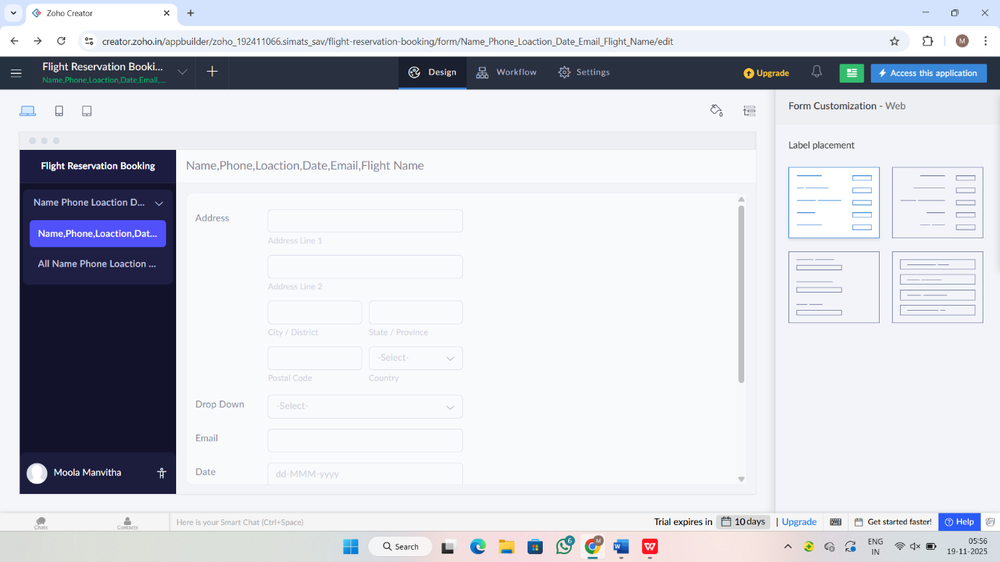 Zoho Creator
creator.zoho.in/appbuilder/zoho_192411066.simats_sav/flight-reservation-booking/form/Name_Phone_Loaction_Date_Email_Flight_Name/edit
M
Flight Reservation Booki...
Name,Phone,Loaction,Date,Email,...
Design
Workflow
Settings
Upgrade
Access this application
Form Customization - Web
Label placement
Flight Reservation Booking
Name Phone Loaction D...
Name,Phone,Loaction,Dat...
All Name Phone Loaction ...
Moola Manvitha
Name,Phone,Loaction,Date,Email,Flight Name
Address
Address Line 1
Address Line 2
City / District
State / Province
-Select-
Postal Code
Country
Drop Down
-Select-
Email
Date
dd-MMM-yyyy
Chats
Contacts
Here is your Smart Chat (Ctrl+Space)
Trial expires in 10 days | Upgrade
Get started faster!
Help
Search
6
M
W
W
ENG
IN
05:56
19-11-2025